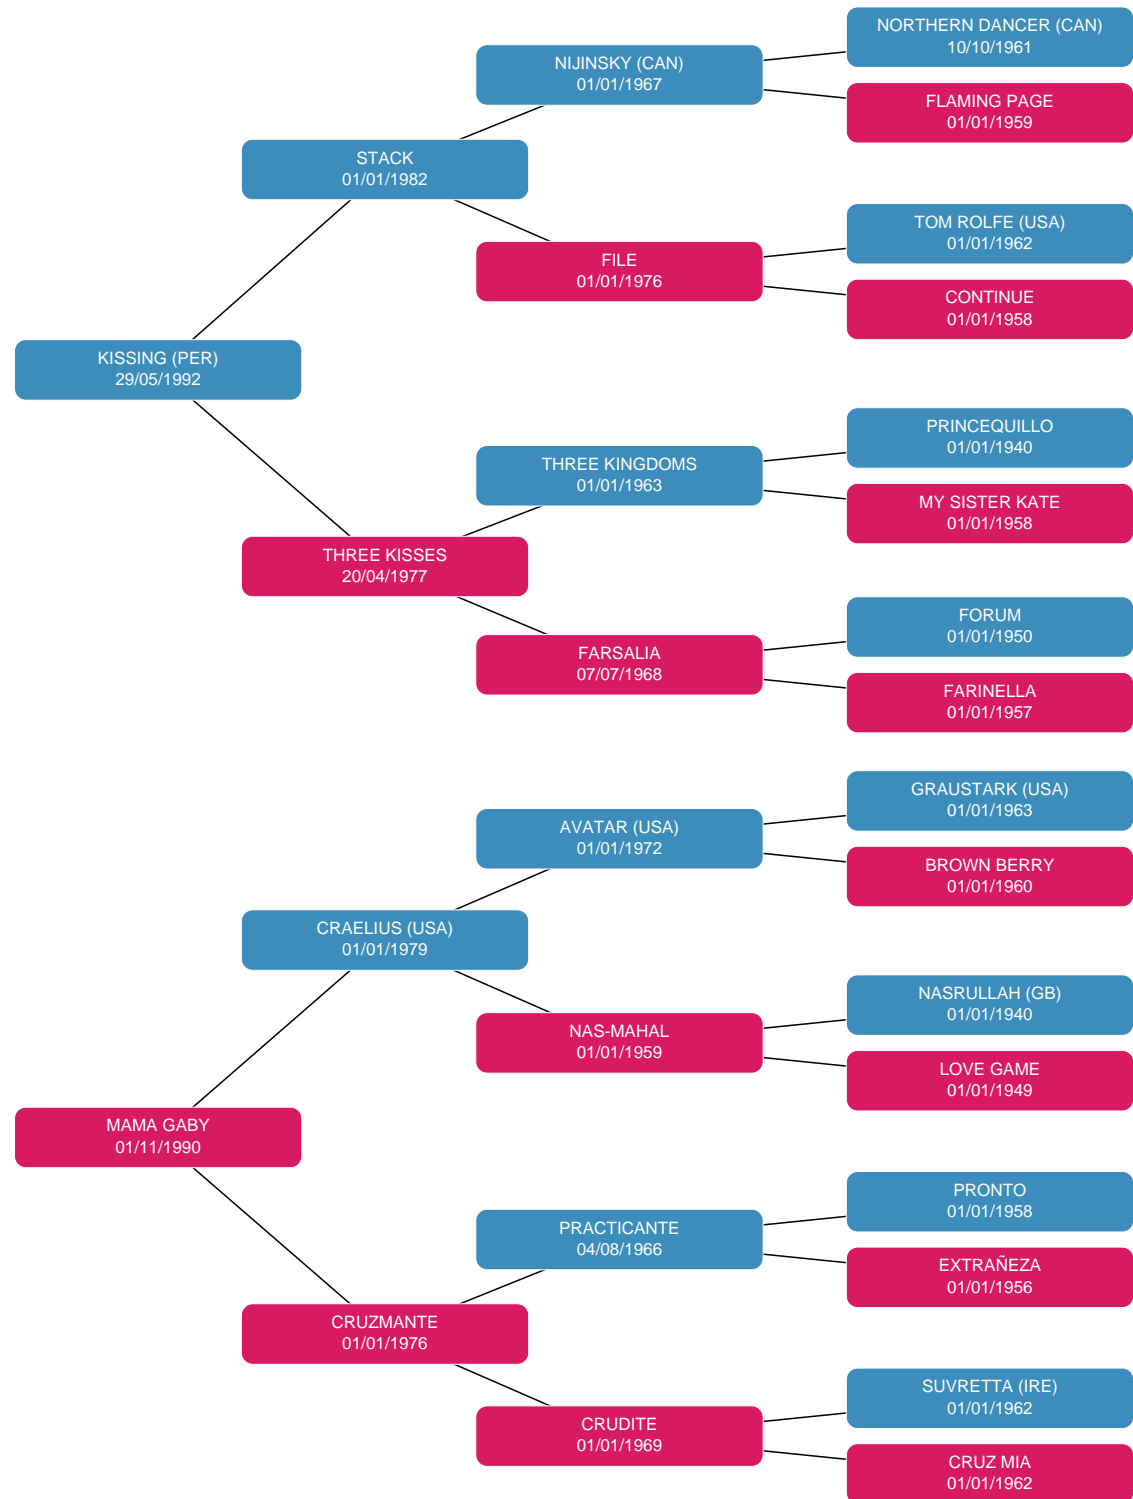 NORTHERN DANCER (CAN)
10/10/1961
NIJINSKY (CAN)
01/01/1967
FLAMING PAGE
01/01/1959
STACK
01/01/1982
TOM ROLFE (USA)
01/01/1962
FILE
01/01/1976
CONTINUE
01/01/1958
KISSING (PER)
29/05/1992
PRINCEQUILLO
01/01/1940
THREE KINGDOMS
01/01/1963
MY SISTER KATE
01/01/1958
THREE KISSES
20/04/1977
FORUM
01/01/1950
FARSALIA
07/07/1968
FARINELLA
01/01/1957
GRAUSTARK (USA)
01/01/1963
AVATAR (USA)
01/01/1972
BROWN BERRY
01/01/1960
CRAELIUS (USA)
01/01/1979
NASRULLAH (GB)
01/01/1940
NAS-MAHAL
01/01/1959
LOVE GAME
01/01/1949
MAMA GABY
01/11/1990
PRONTO
01/01/1958
PRACTICANTE
04/08/1966
EXTRAÑEZA
01/01/1956
CRUZMANTE
01/01/1976
SUVRETTA (IRE)
01/01/1962
CRUDITE
01/01/1969
CRUZ MIA
01/01/1962